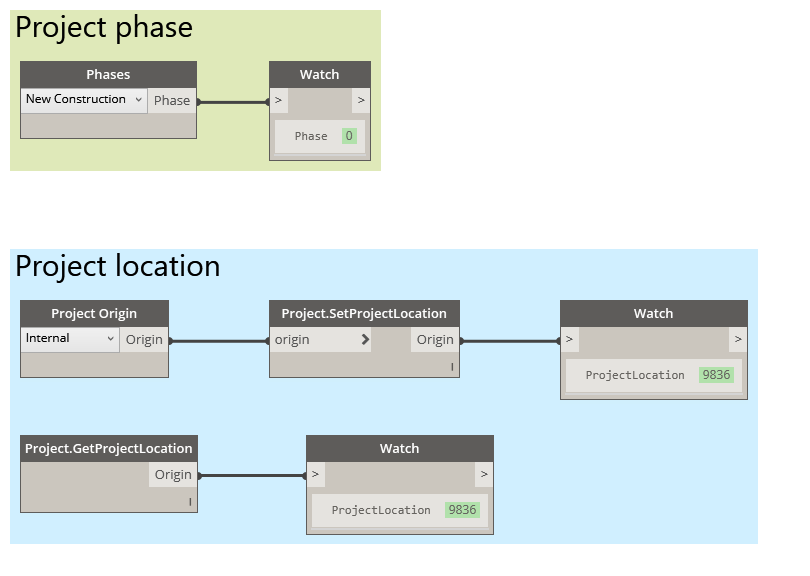 Project phase
Phases
Watch
New Construction
Phase
>
>
Phase 0
Project location
Project Origin
Project.SetProjectLocation
Watch
Internal
Origin
origin
Origin
>
>
l
ProjectLocation 9836
Project.GetProjectLocation
Watch
Origin
>
>
l
ProjectLocation 9836